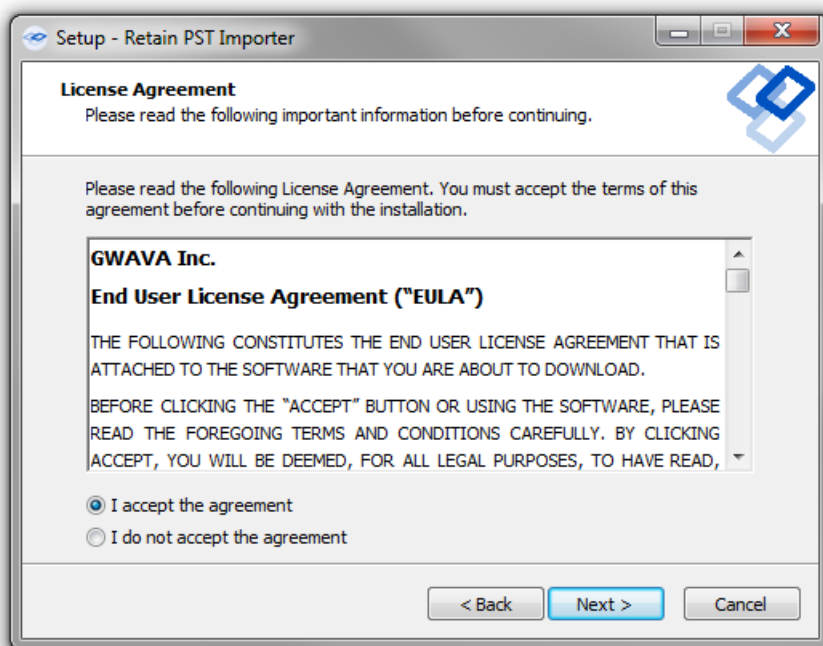 Setup - Retain PST Importer
License Agreement
Please read the following important information before continuing.
Please read the following License Agreement. You must accept the terms of this
agreement before continuing with the installation.
GWAVA Inc.
End User License Agreement (“EULA”)
THE FOLLOWING CONSTITUTES THE END USER LICENSE AGREEMENT THAT IS
ATTACHED TO THE SOFTWARE THAT YOU ARE ABOUT TO DOWNLOAD.
BEFORE CLICKING THE “ACCEPT” BUTTON OR USING THE SOFTWARE, PLEASE
READ THE FOREGOING TERMS AND CONDITIONS CAREFULLY. BY CLICKING
ACCEPT, YOU WILL BE DEEMED, FOR ALL LEGAL PURPOSES, TO HAVE READ,
I accept the agreement
I do not accept the agreement
< Back Next > Cancel